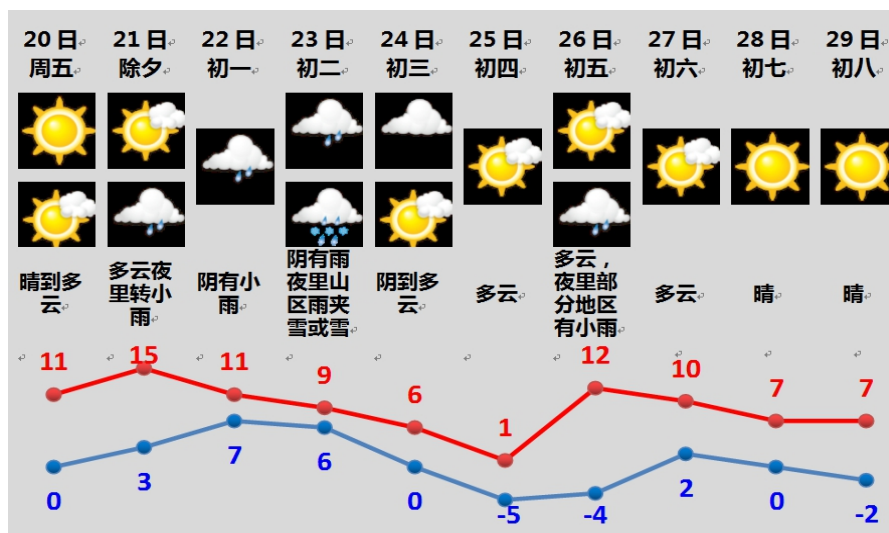 20日 21日 22日 23日 24日 25日 26日 27日 28日 29日
周五 除夕 初一 初二 初三 初四 初五 初六 初七 初八
晴到多
云
多云夜
里转小
雨
阴有小
雨
阴有雨
夜里山
区雨夹
雪或雪
阴到多
云
多云
多云，
夜里部
分地区
有小雨
多云
晴
晴
11 15 11 9 6 1 12 10 7 7
0 3 7 6 0 -5 -4 2 0 -2